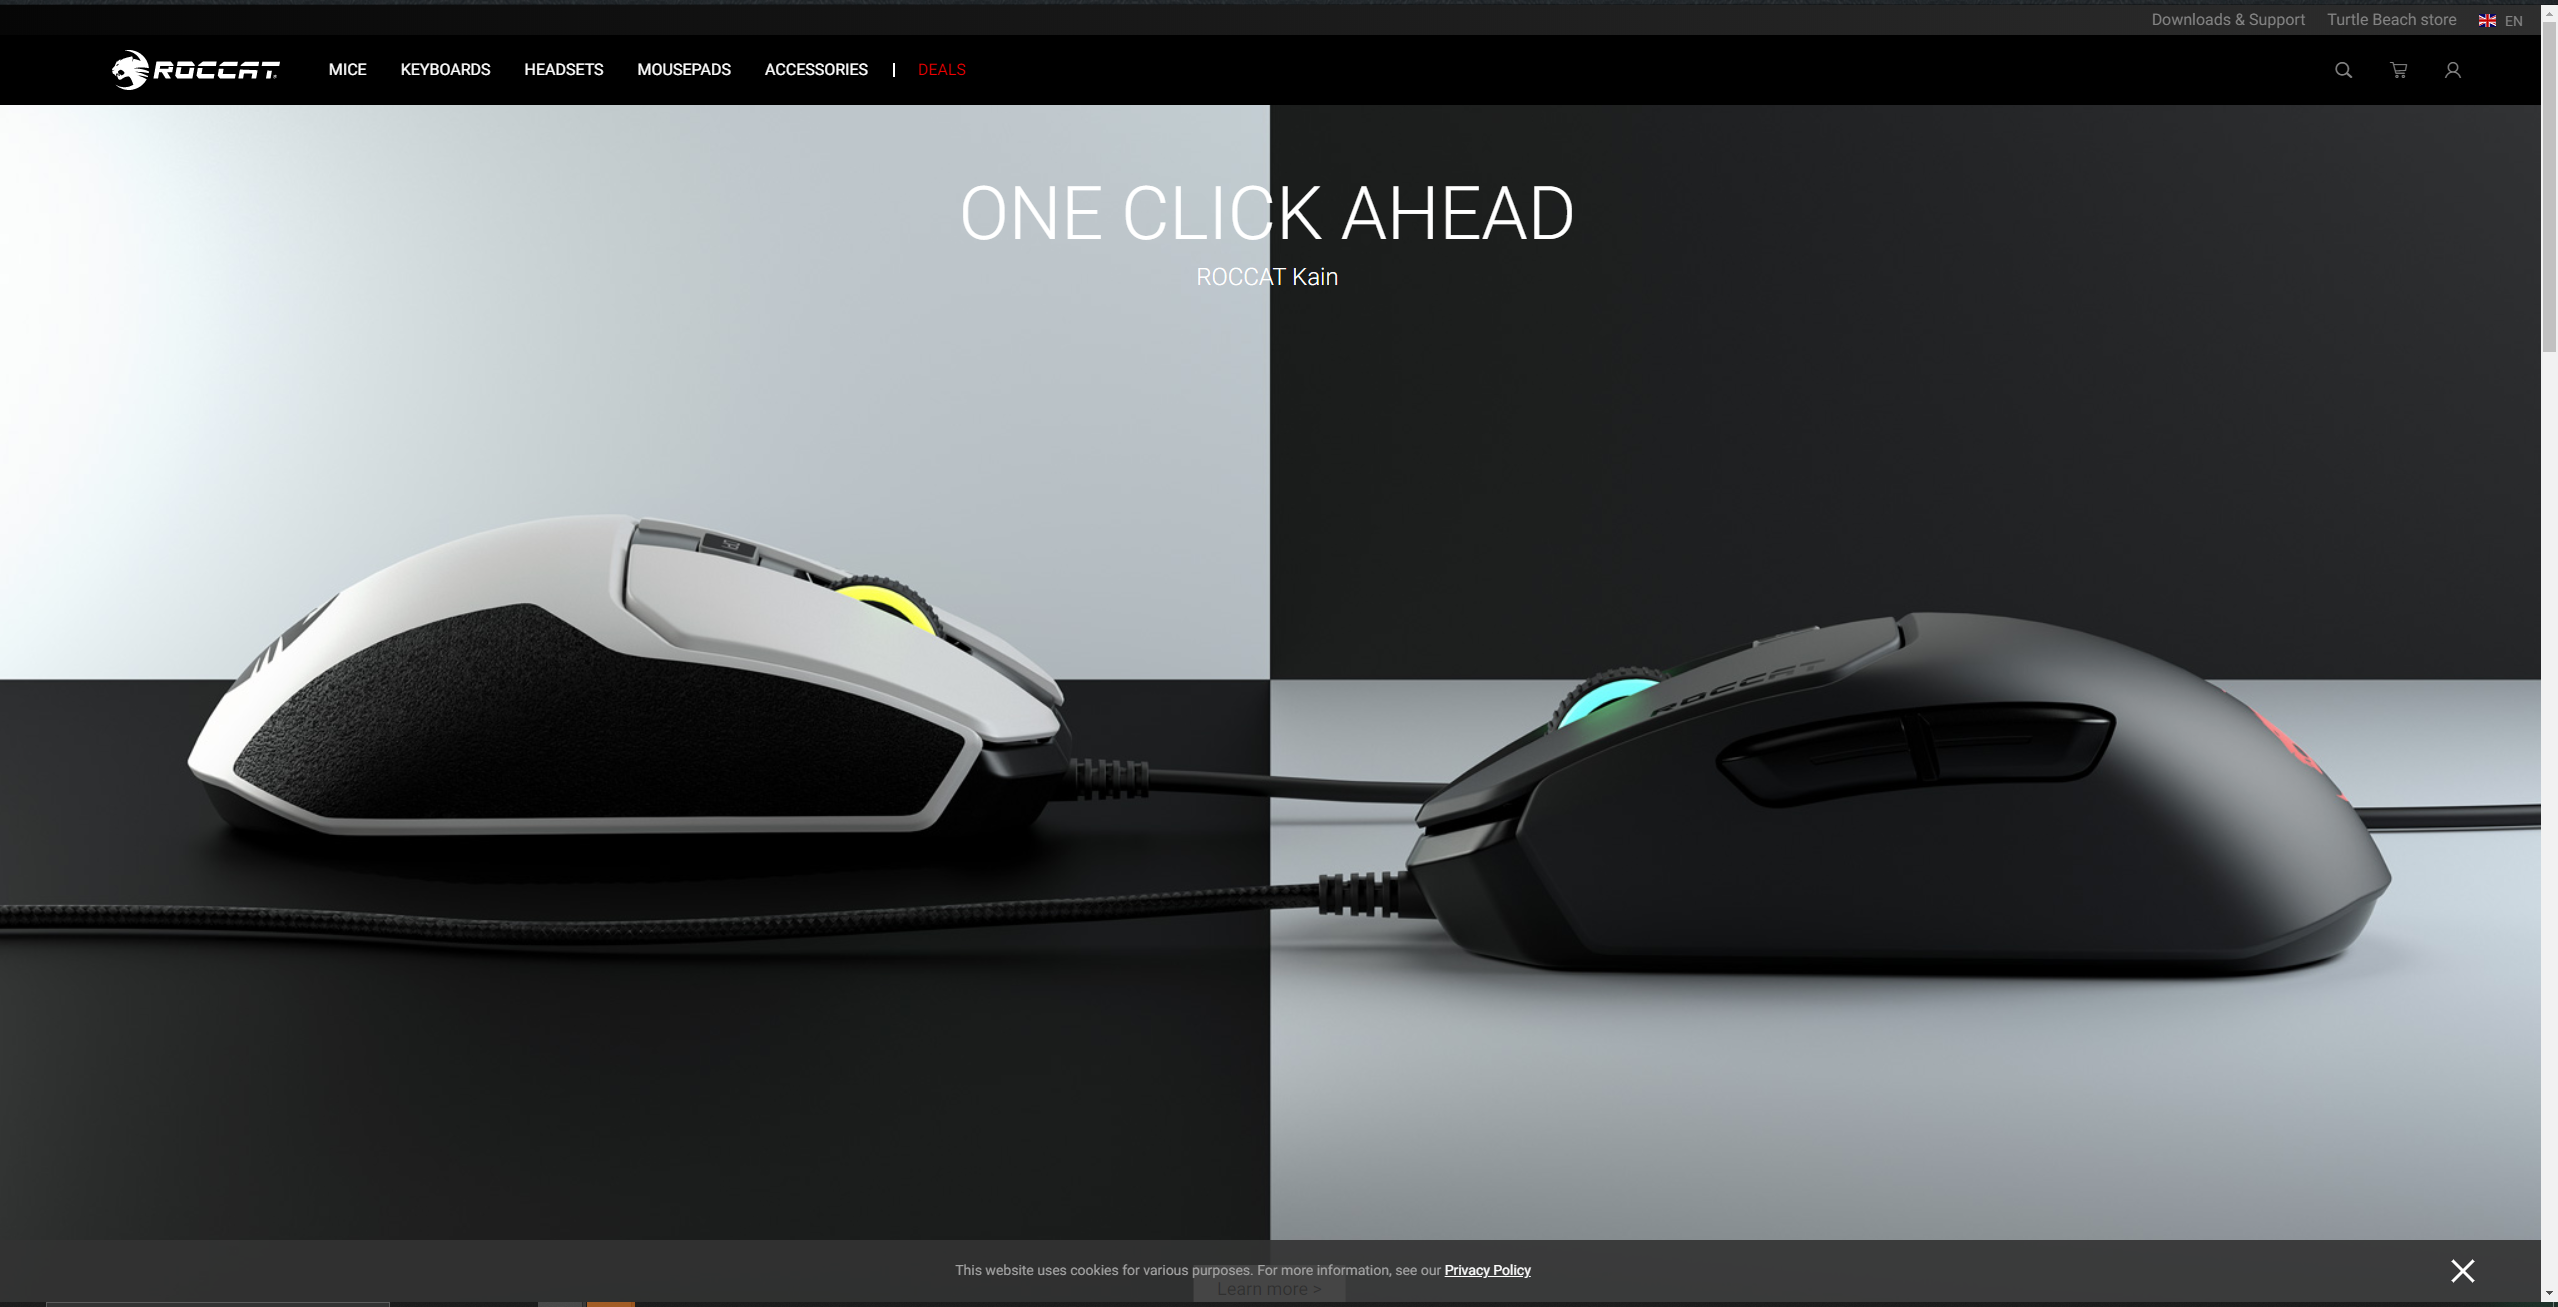 Downloads & Support Turtle Beach store EN
ROCCAT MICE KEYBOARDS HEADSETS MOUSEPADS ACCESSORIES | DEALS
ONE CLICK AHEAD
ROCCAT Kain
ROCCAT
This website uses cookies for various purposes. For more information, see our Privacy Policy
Learn more >